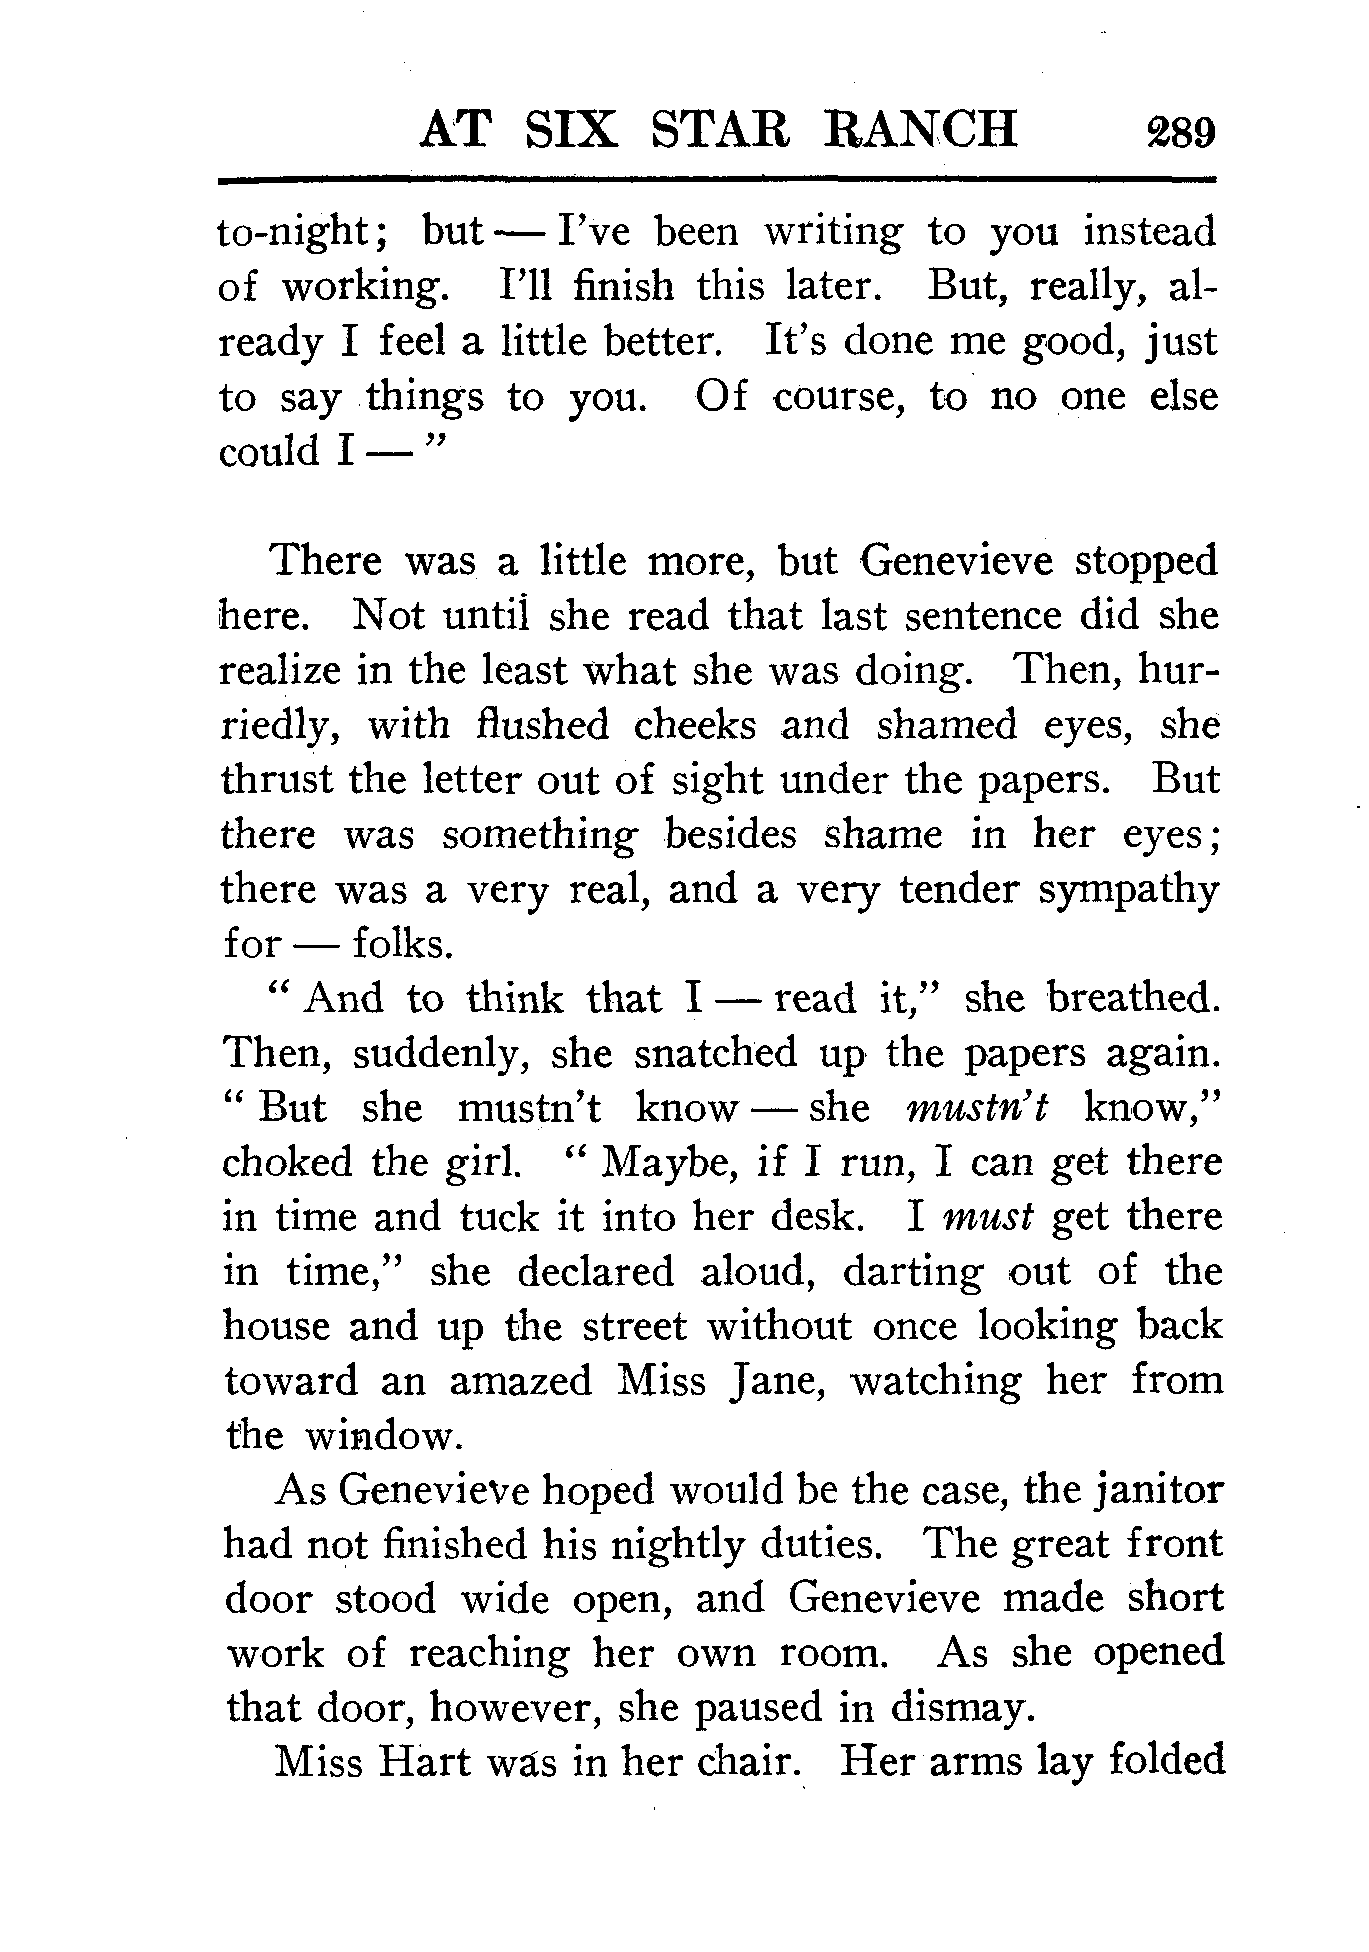 AT SIX STAR RANCH 289
to-night; but — I've been writing to you instead
of working. I'll finish this later. But, really, al-
ready I feel a little better. It's done me good, just
to say things to you. Of course, to no one else
could I — "
There was a little more, but Genevieve stopped
here. Not until she read that last sentence did she
realize in the least what she was doing. Then, hur-
riedly, with flushed cheeks and shamed eyes, she
thrust the letter out of sight under the papers. But
there was something besides shame in her eyes;
there was a very real, and a very tender sympathy
for — folks.
" And to think that I — read it," she breathed.
Then, suddenly, she snatched up the papers again.
" But she mustn't know — she mustn't know,"
choked the girl. " Maybe, if I run, I can get there
in time and tuck it into her desk. I must get there
in time," she declared aloud, darting out of the
house and up the street without once looking back
toward an amazed Miss Jane, watching her from
the window.
As Genevieve hoped would be the case, the janitor
had not finished his nightly duties. The great front
door stood wide open, and Genevieve made short
work of reaching her own room. As she opened
that door, however, she paused in dismay.
Miss Hart was in her chair. Her arms lay folded